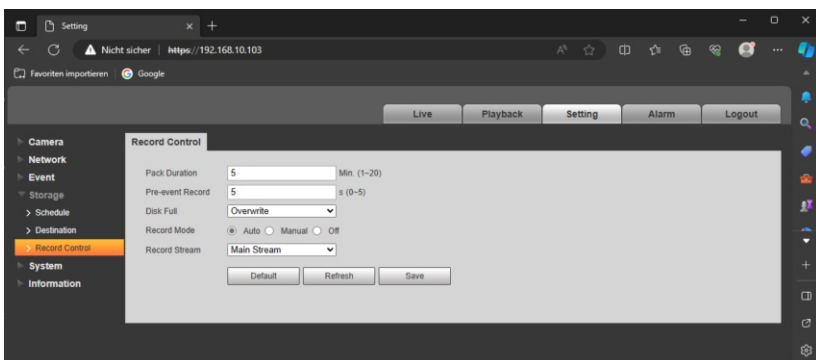 Setting
Nicht sicher https://192.168.10.103
Favoriten importieren Google
Live Playback Setting Alarm Logout
Camera
Network
Event
Storage
Schedule
Destination
Record Control
System
Information
Record Control
Pack Duration 5 Min. (1~20)
Pre-event Record 5 s (0~5)
Disk Full Overwrite
Record Mode Auto Manual Off
Record Stream Main Stream
Default Refresh Save